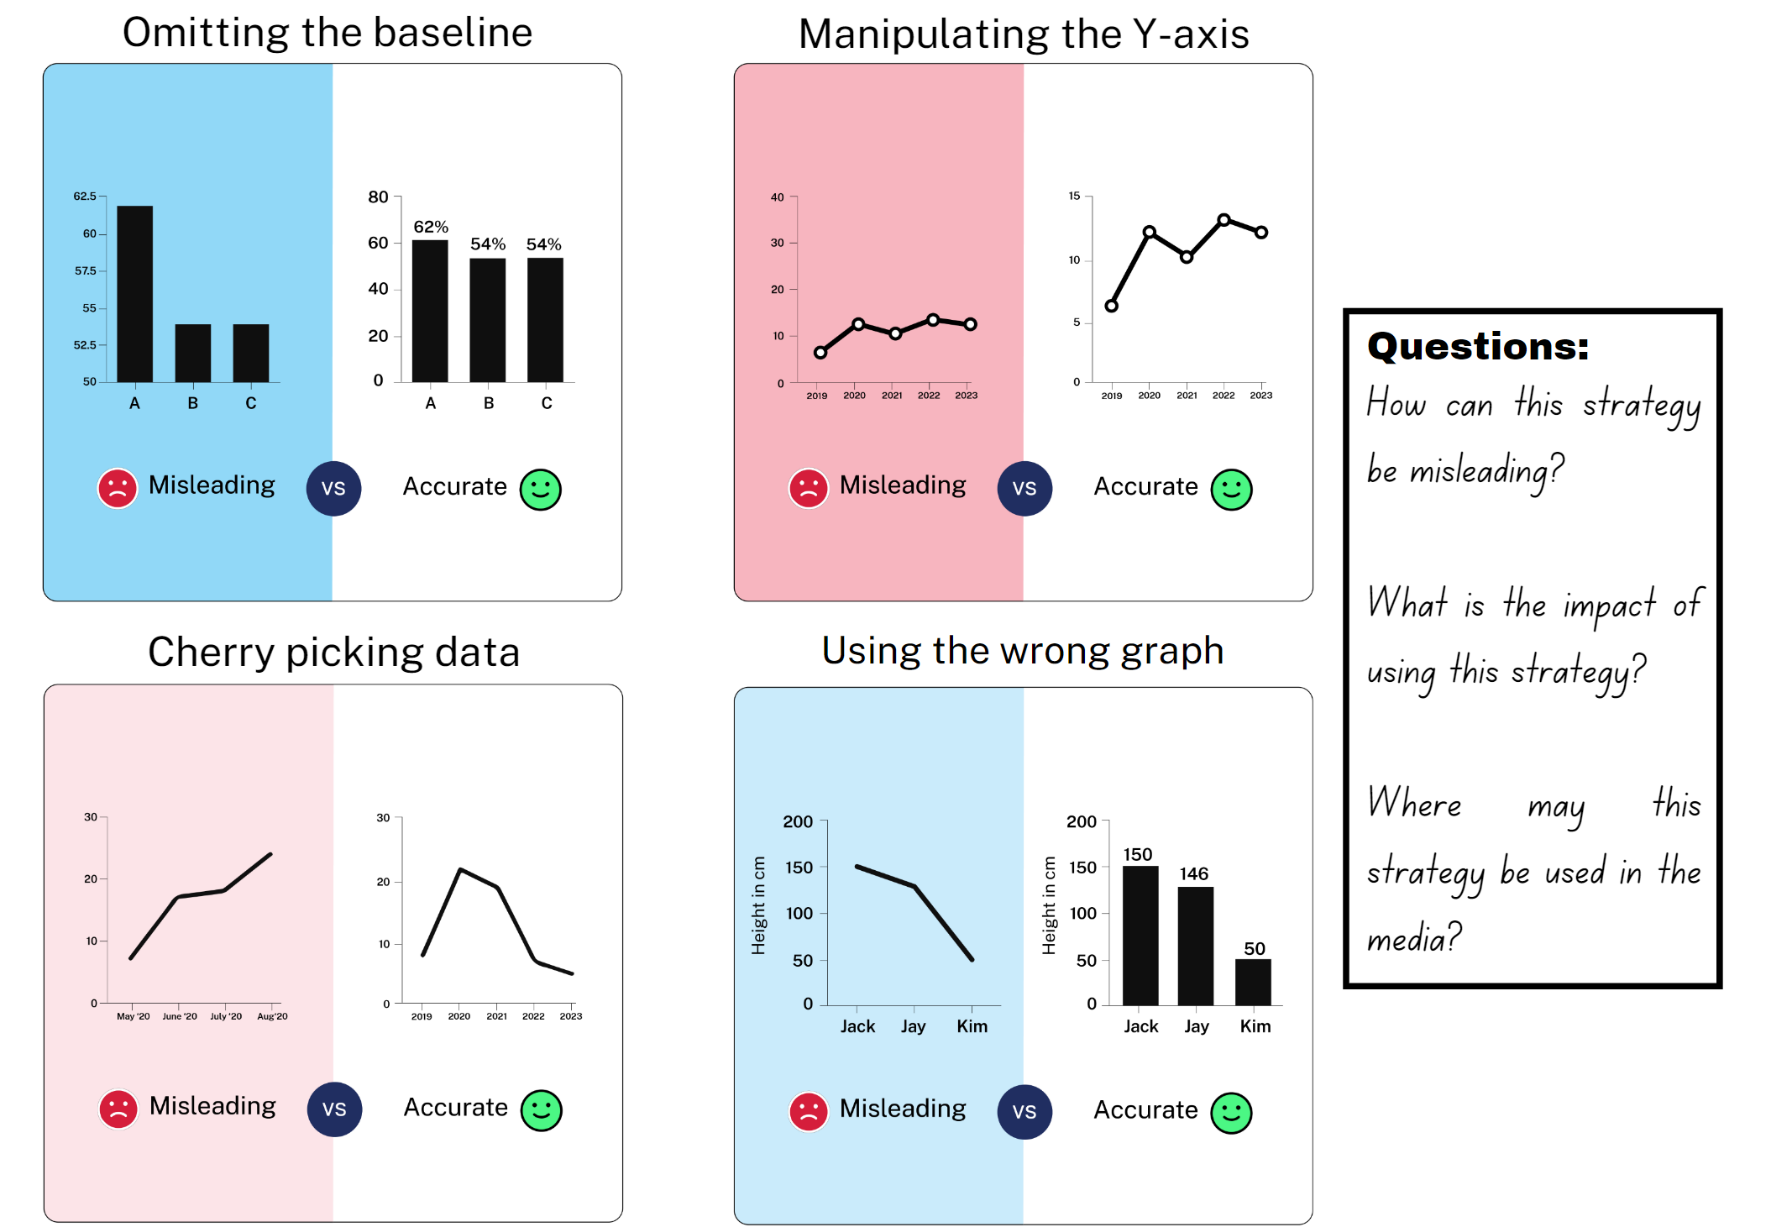 Omitting the baseline
62.5
60
57.5
55
52.5
50
A B C
80
60
40
20
0
62%
54%
54%
A B C
Misleading
VS
Accurate
Manipulating the Y-axis
40
30
20
10
0
2019 2020 2021 2022 2023
15
10
5
0
2019 2020 2021 2022 2023
Misleading
VS
Accurate
Cherry picking data
30
20
10
0
May '20 June '20 July '20 Aug'20
30
20
10
0
2019 2020 2021 2022 2023
Misleading
VS
Accurate
Using the wrong graph
Height in cm
200
150
100
50
0
Jack Jay Kim
Height in cm
200
150
100
50
0
150
146
50
Jack Jay Kim
Misleading
VS
Accurate
Questions:
How can this strategy
be misleading?
What is the impact of
using this strategy?
Where may this
strategy be used in the
media?